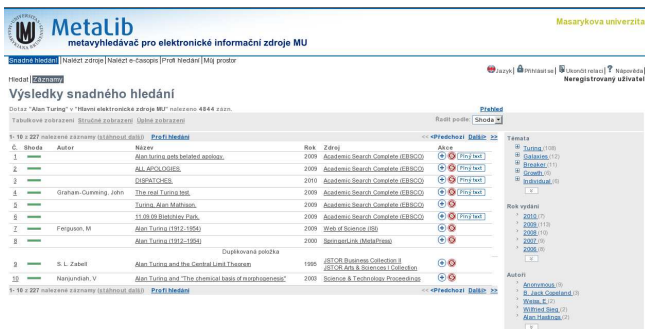 MetaLib
Masarykova univerzita
metavyhledávač pro elektronické informační zdroje MU
Snadné hledání | Nalézt zdroje | Nalézt e-časopis | Profi hledání | Můj prostor
Jazyk | Přihlásit se | Ukončit relaci | ? Nápověda |
Neregistrovaný uživatel
Hledat | Záznamy
Výsledky snadného hledání
Dotaz "Alan Turing" v "Hlavní elektronické zdroje MU" nalezeno 4844 zázn.
Přehled
Tabulkové zobrazení Stručné zobrazení Úplné zobrazení
Řadit podle: Shoda
1- 10 z 227 nalezené záznamy (stáhnout další) Profi hledání
<< <Předchozí Další> >>
Č. Shoda Autor Název Rok Zdroj Akce
1 Alan turing gets belated apology. 2009 Academic Search Complete (EBSCO) Plný text
2 ALL APOLOGIES. 2009 Academic Search Complete (EBSCO) Plný text
3 DISPATCHES. 2010 Academic Search Complete (EBSCO) Plný text
4 Graham-Cumming, John The real Turing test. 2009 Academic Search Complete (EBSCO) Plný text
5 Turing, Alan Mathison. 2009 Academic Search Complete (EBSCO)
6 11.09.09 Bletchley Park. 2009 Academic Search Complete (EBSCO) Plný text
7 Ferguson, M Alan Turing (1912-1954) 2009 Web of Science (ISI)
8 Alan Turing (1912-1954) 2000 SpringerLink (MetaPress)
Duplikovaná položka
9 S. L. Zabell Alan Turing and the Central Limit Theorem 1995 JSTOR Business Collection II
JSTOR Arts & Sciences I Collection
10 Nanjundiah, V Alan Turing and "The chemical basis of morphogenesis" 2003 Science & Technology Proceedings
1- 10 z 227 nalezené záznamy (stáhnout další) Profi hledání
<< <Předchozí Další> >>
Témata
Turing (108)
Galaxies (12)
Breaker (11)
Growth (8)
Individual (6)
Rok vydání
2010 (7)
2009 (113)
2008 (10)
2007 (9)
2006 (8)
Autoři
Anonymous (9)
B. Jack Copeland (3)
Weiss, E (2)
Wilfried Sieg (2)
Alan Hastings (2)